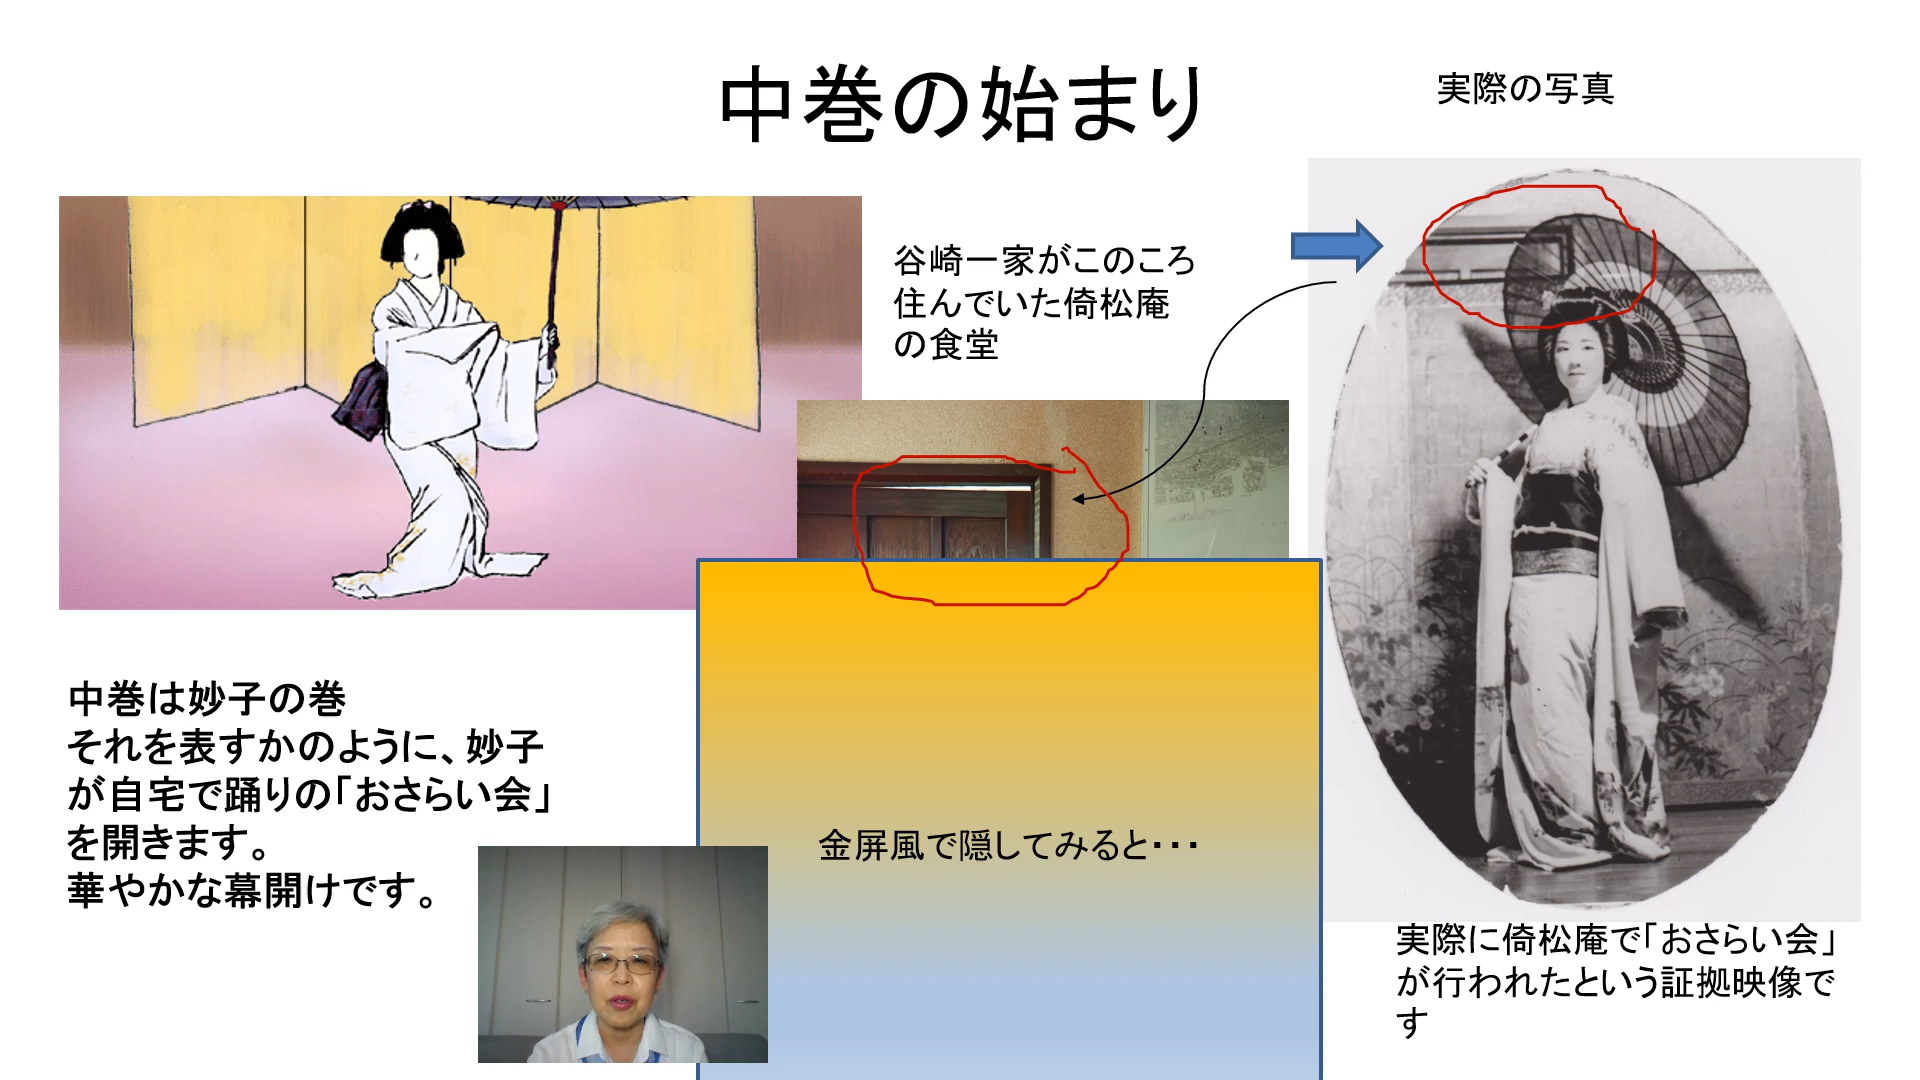 中巻の始まり
実際の写真
谷崎一家がこのころ
住んでいた倚松庵
の食堂
中巻は妙子の巻
それを表すかのように、妙子
が自宅で踊りの「おさらい会」
を開きます。
華やかな幕開けです。
金屏風で隠してみると・・・
実際に倚松庵で「おさらい会」
が行われたという証拠映像で
す